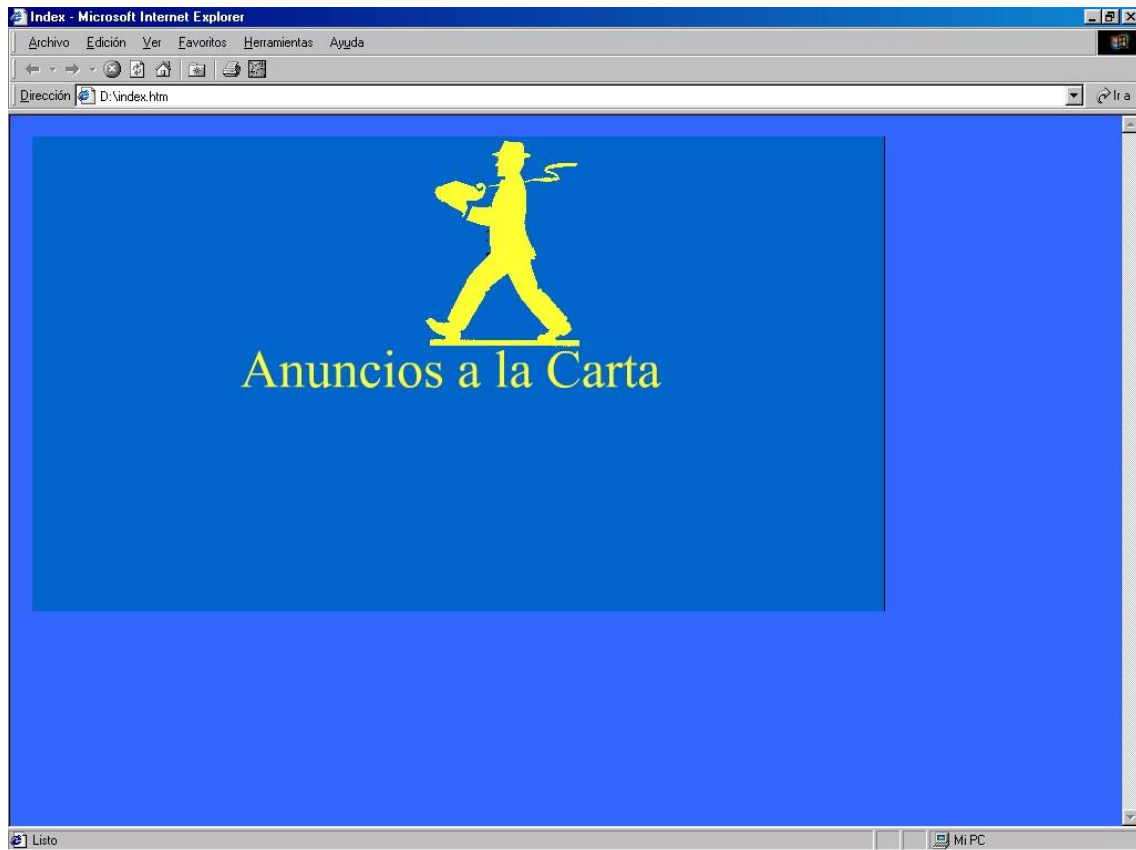 Index - Microsoft Internet Explorer
Archivo Edición Ver Favoritos Herramientas Ayuda
Dirección D:\index.htm Ir a
Anuncios a la Carta
Listo Mi PC